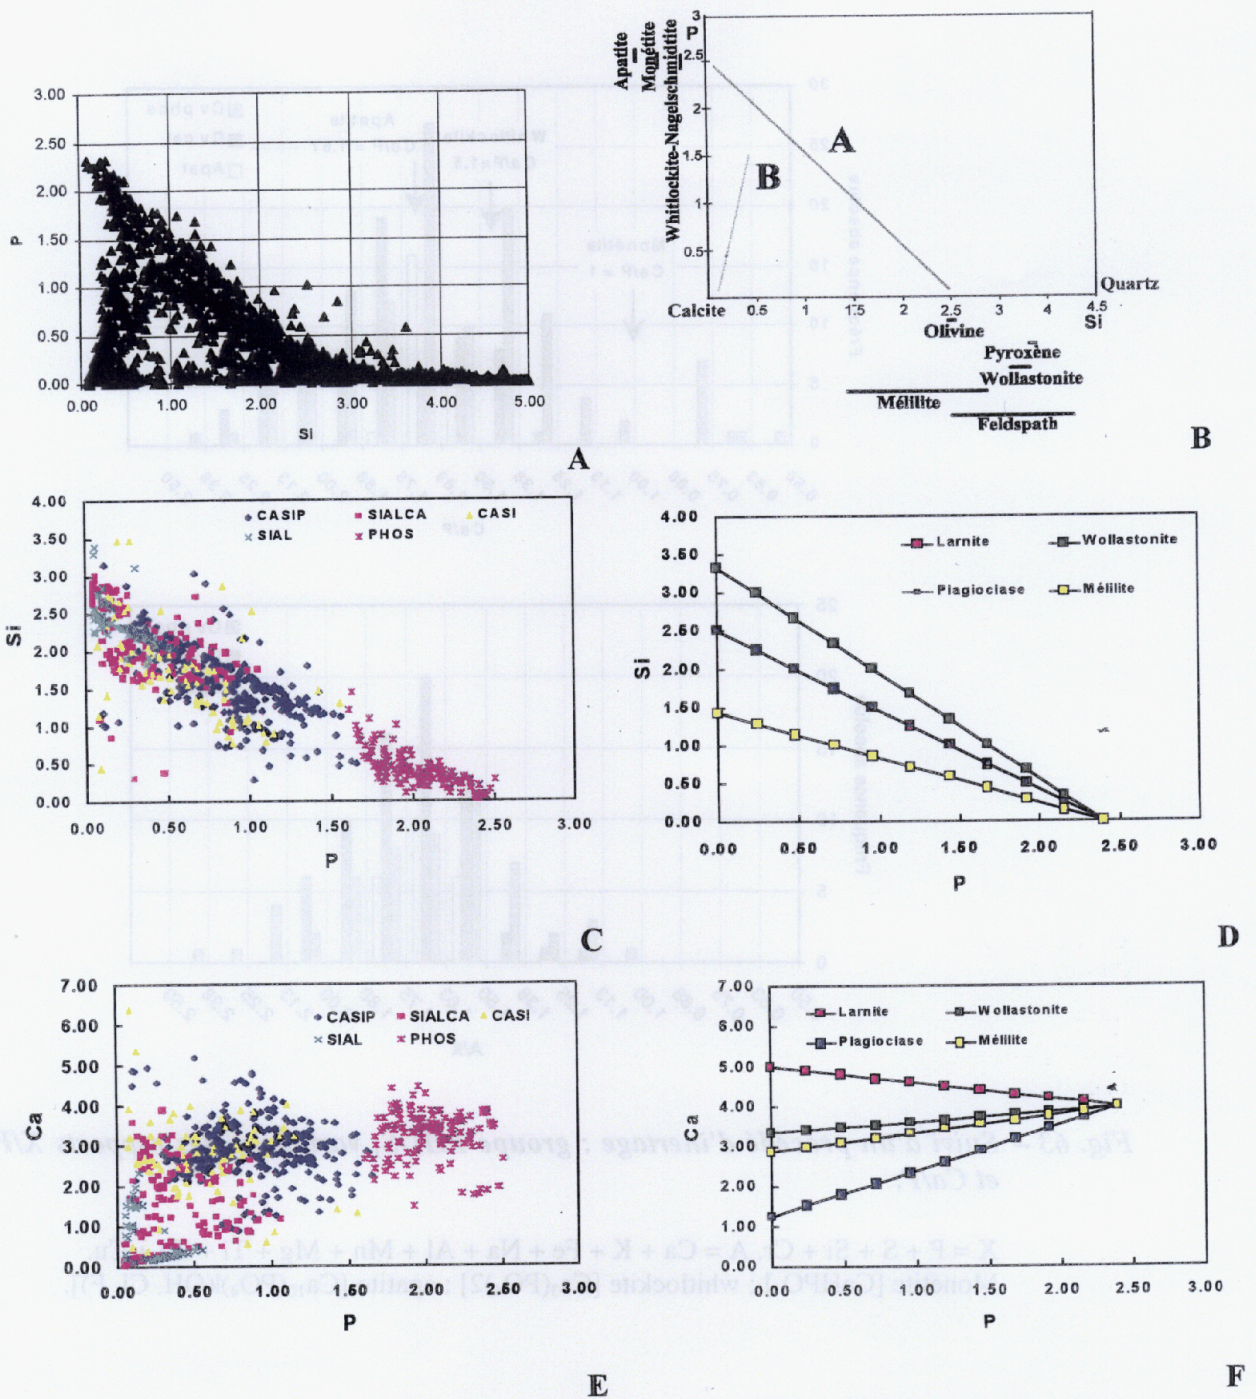 3.00
2.50
2.00
1.50
1.00
0.50
0.00
P
0.00 1.00 2.00 3.00 4.00 5.00
Si
A
Apatite
Monétite
Whitlockite-Nagelschmidtite
3
P
2.5
2
1.5
1
0.5
A
B
Calcite
0.5 1 1.5 2 2.5 3 4 4.5
Si
Quartz
Olivine
Pyroxène
Wollastonite
Mélilite
Feldspath
B
4.00
3.50
3.00
2.50
2.00
1.50
1.00
0.50
0.00
Si
CASIP SIALCA CASI
SIAL PHOS
0.00 0.50 1.00 1.50 2.00 2.50 3.00
P
C
4.00
3.50
3.00
2.50
2.00
1.50
1.00
0.50
0.00
Si
Larnite Wollastonite
Plagioclase Mélilite
0.00 0.50 1.00 1.50 2.00 3.00
P
D
7.00
6.00
5.00
4.00
3.00
2.00
1.00
0.00
Ca
CASIP SIALCA CASI
SIAL PHOS
0.00 0.50 1.00 1.50 2.00 2.50 3.00
P
E
7.00
6.00
5.00
4.00
3.00
2.00
1.00
0.00
Ca
Larnite Wollastonite
Plagioclase Mélilite
0.00 0.50 1.00 1.50 2.00 2.50 3.00
P
F